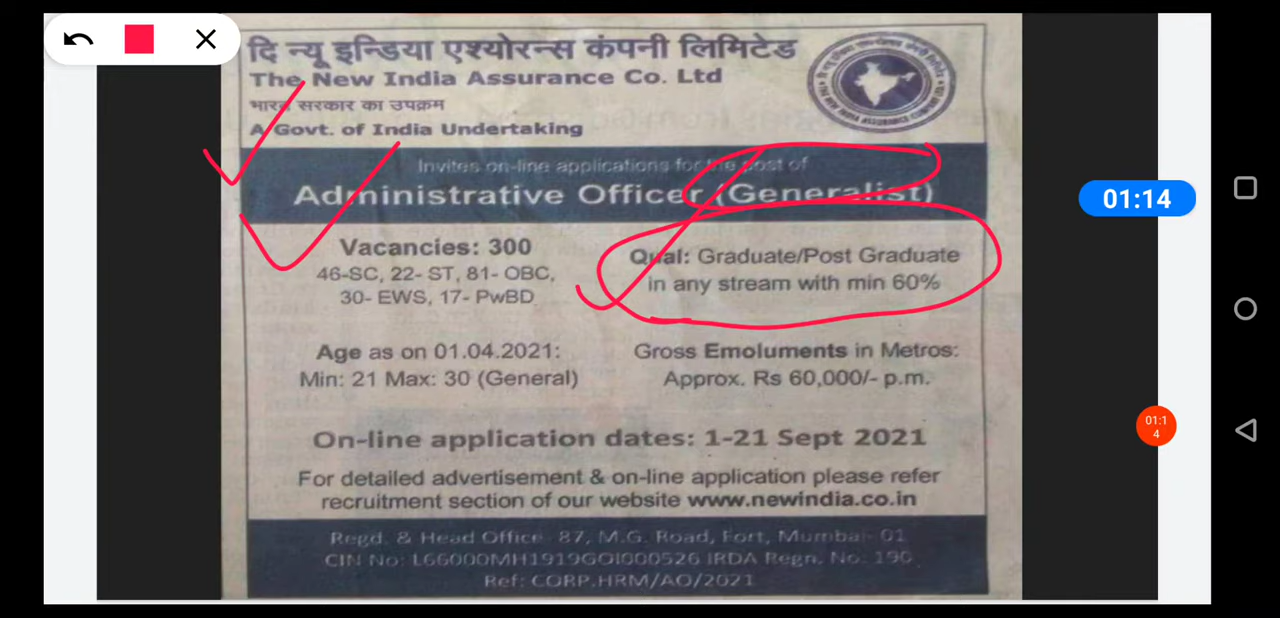 दि न्यू इन्डिया एश्योरन्स कंपनी लिमिटेड
The New India Assurance Co. Ltd
भारत सरकार का उपक्रम
A Govt. of India Undertaking
Invites on-line applications for the post of
Administrative Officer (Generalist)
Vacancies: 300
46-SC, 22- ST, 81- OBC,
30- EWS, 17- PwBD
Qual: Graduate/Post Graduate
in any stream with min 60%
Age as on 01.04.2021:
Min: 21 Max: 30 (General)
Gross Emoluments in Metros:
Approx. Rs 60,000/- p.m.
On-line application dates: 1-21 Sept 2021
For detailed advertisement & on-line application please refer
recruitment section of our website www.newindia.co.in
Regd. & Head Office 87, M.G. Road, Fort, Mumbai- 01
CIN No: L66000MH1919GOI000526 IRDA Regn. No. 190
Ref: CORP.HRM/AO/2021
01:14
01:1
4